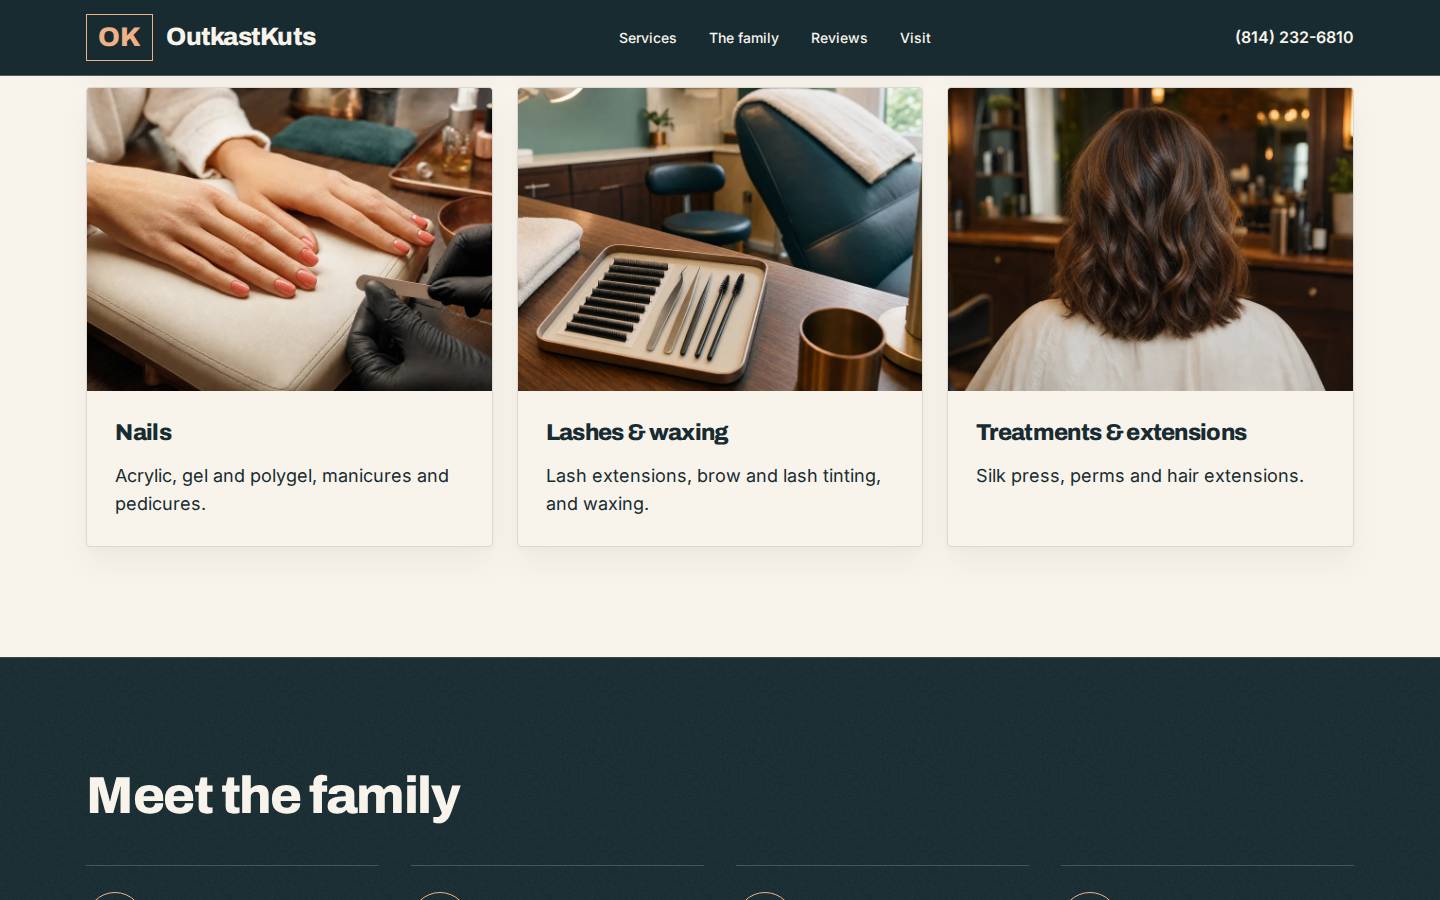 OK OutkastKuts Services The family Reviews Visit (814) 232-6810
Nails
Acrylic, gel and polygel, manicures and
pedicures.
Lashes & waxing
Lash extensions, brow and lash tinting,
and waxing.
Treatments & extensions
Silk press, perms and hair extensions.
Meet the family